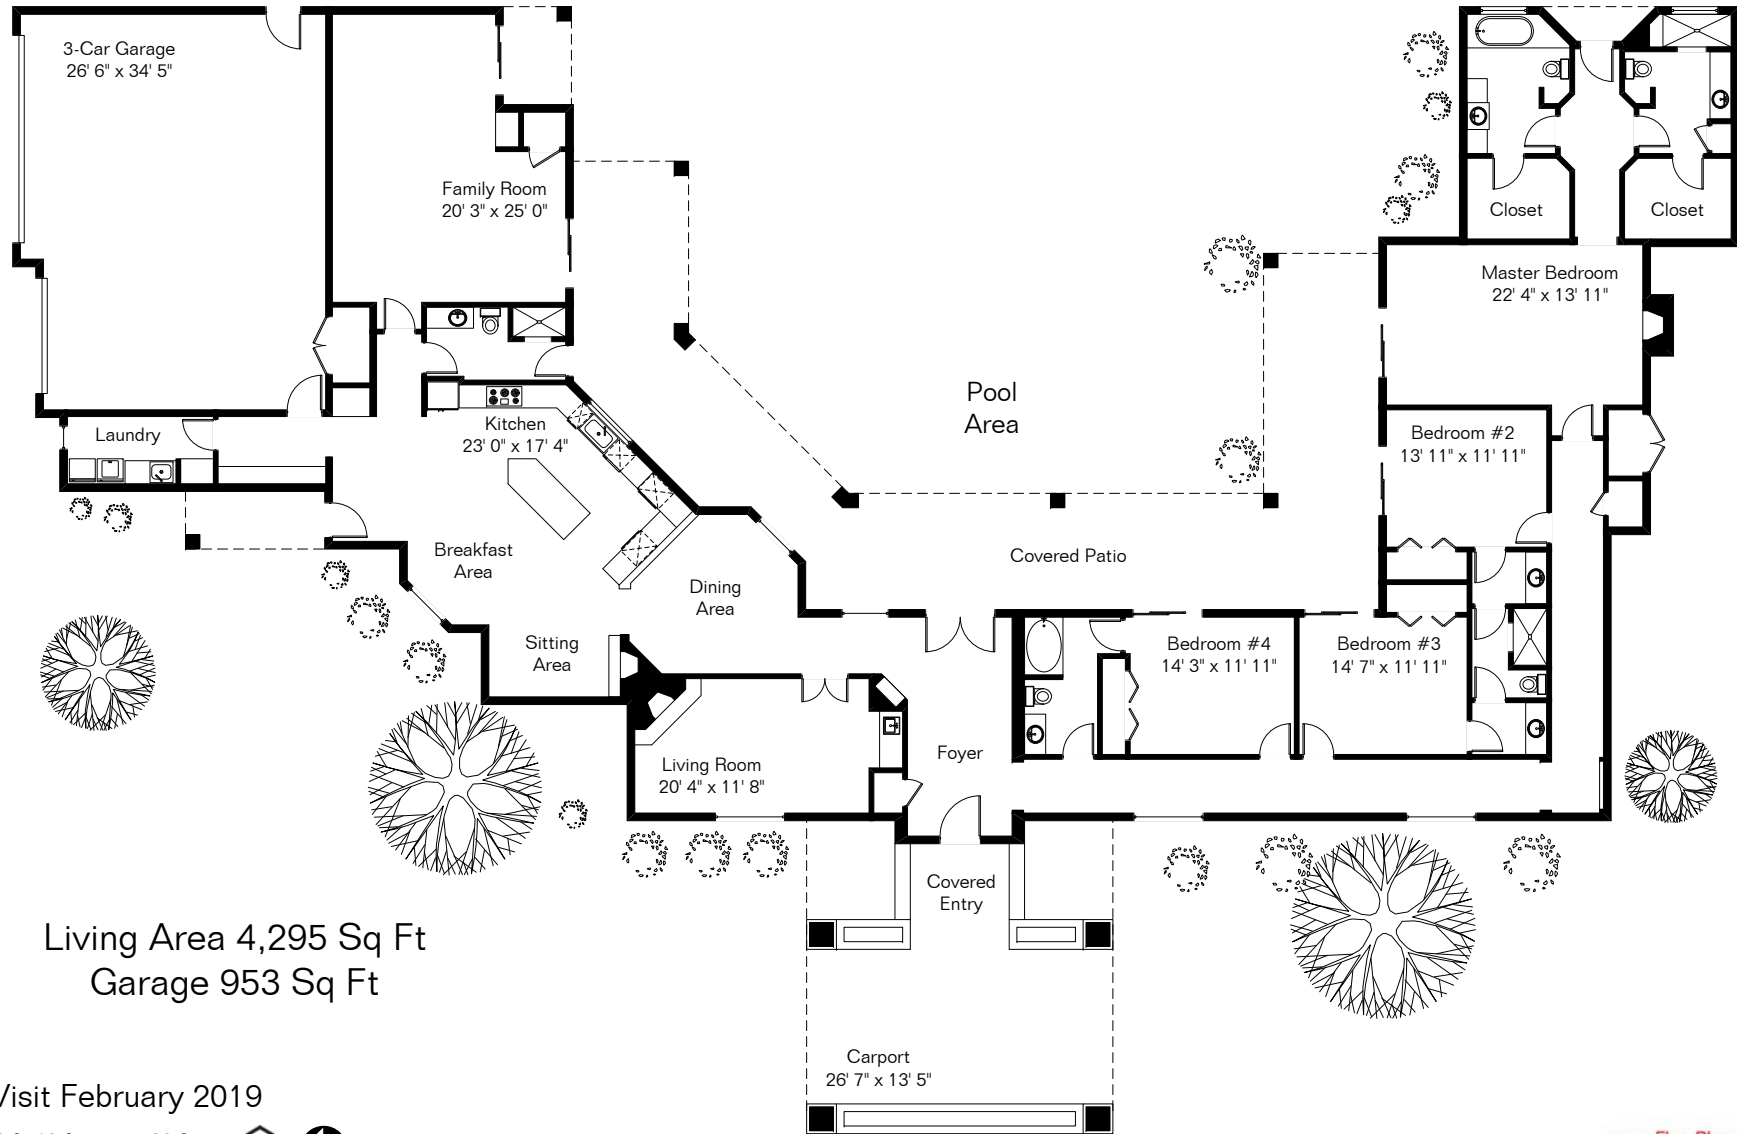 3-Car Garage
26' 6" x 34' 5"
Family Room
20' 3" x 25' 0"
Closet
Closet
Master Bedroom
22' 4" x 13' 11"
Pool
Area
Laundry
Kitchen
23' 0" x 17' 4"
Bedroom #2
13' 11" x 11' 11"
Breakfast
Area
Covered Patio
Dining
Area
Sitting
Area
Bedroom #4
14' 3" x 11' 11"
Bedroom #3
14' 7" x 11' 11"
Foyer
Living Room
20' 4" x 11' 8"
Covered
Entry
Living Area 4,295 Sq Ft
Garage 953 Sq Ft
Carport
26' 7" x 13' 5"
Visit February 2019